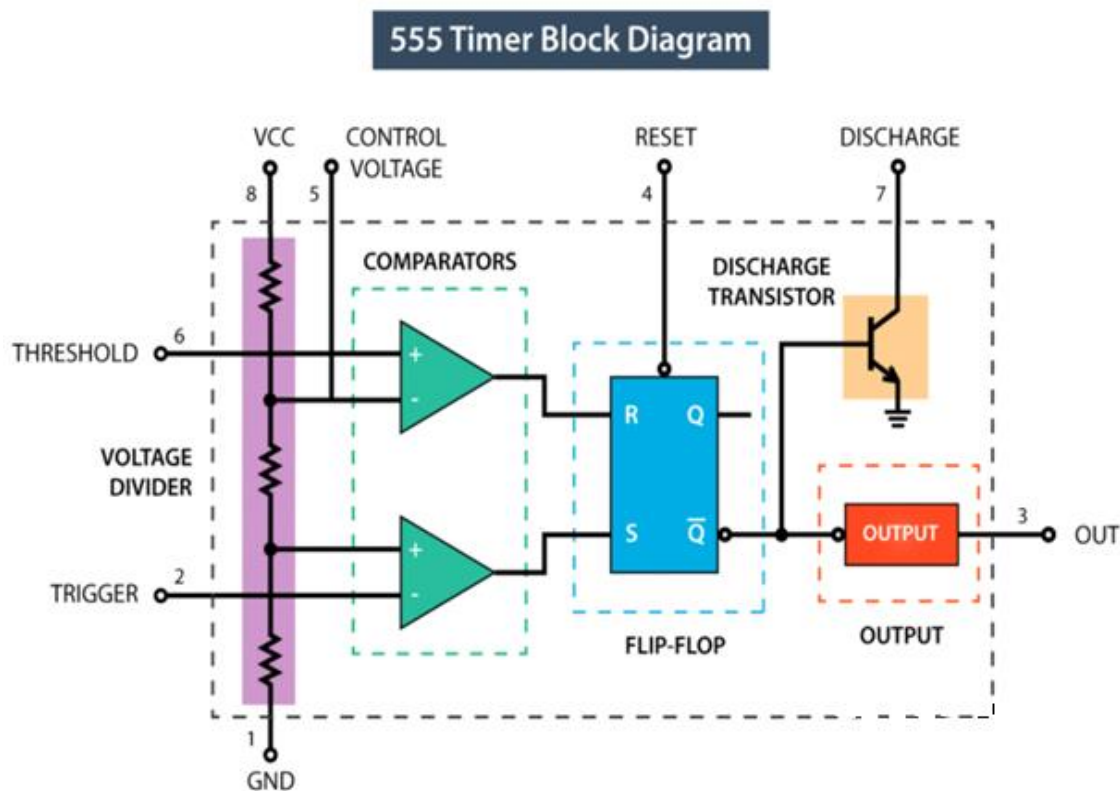 555 Timer Block Diagram
VCC
CONTROL
VOLTAGE
RESET
DISCHARGE
8
5
4
7
COMPARATORS
DISCHARGE
TRANSISTOR
THRESHOLD
6
+
-
R
Q
VOLTAGE
DIVIDER
+
-
S
Q̅
OUTPUT
3
OUT
TRIGGER
2
FLIP-FLOP
OUTPUT
1
GND